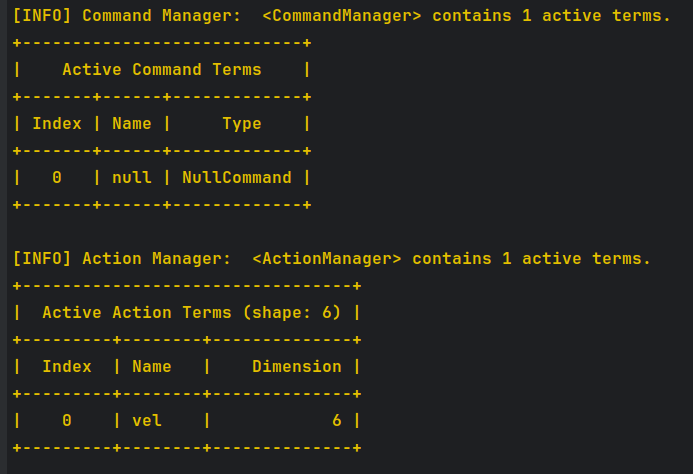 [INFO] Command Manager:  <CommandManager> contains 1 active terms.
+----------------------------+
|    Active Command Terms    |
+-------+------+-------------+
| Index | Name |     Type    |
+-------+------+-------------+
|   0   | null | NullCommand |
+-------+------+-------------+

[INFO] Action Manager:  <ActionManager> contains 1 active terms.
+---------------------------------+
|  Active Action Terms (shape: 6) |
+---------+--------+--------------+
|  Index  | Name   |    Dimension |
+---------+--------+--------------+
|    0    | vel    |            6 |
+---------+--------+--------------+